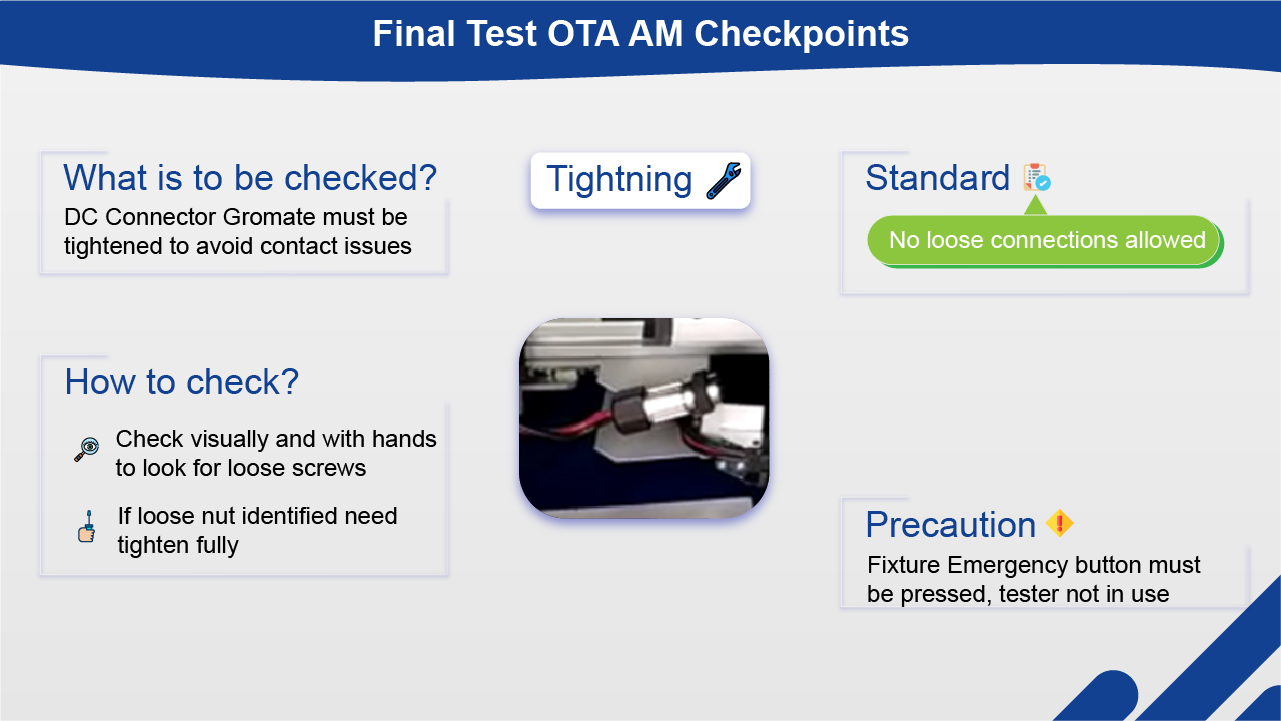 Final Test OTA AM Checkpoints
What is to be checked?
DC Connector Gromate must be
tightened to avoid contact issues
Tightning
Standard
No loose connections allowed
How to check?
Check visually and with hands
to look for loose screws
If loose nut identified need
tighten fully
Precaution
Fixture Emergency button must
be pressed, tester not in use